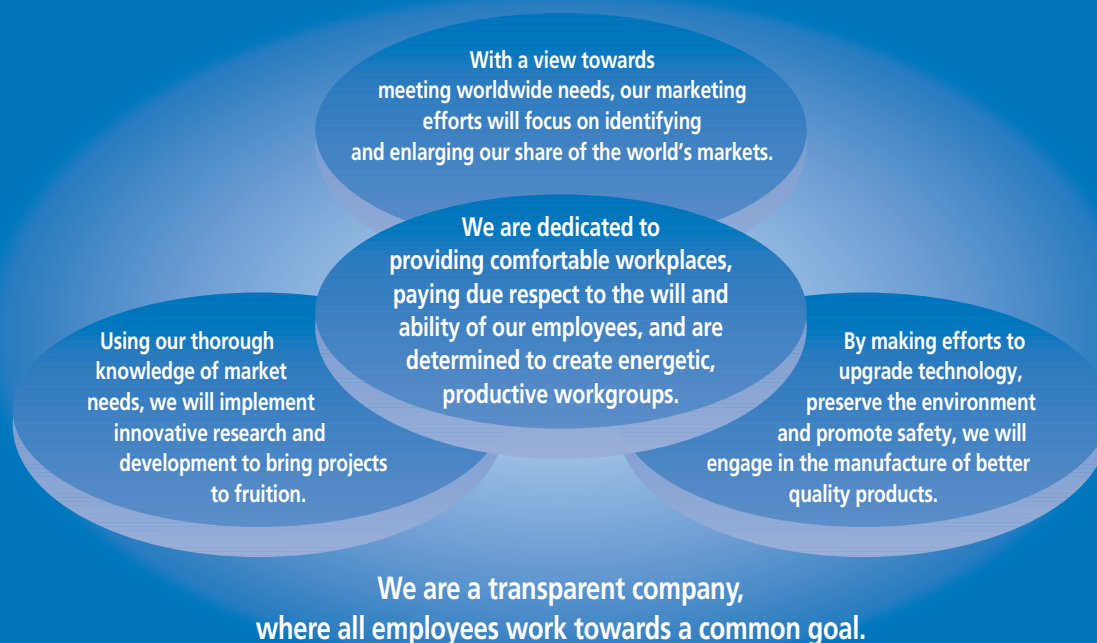 With a view towards
meeting worldwide needs, our marketing
efforts will focus on identifying
and enlarging our share of the world's markets.
We are dedicated to
providing comfortable workplaces,
paying due respect to the will and
ability of our employees, and are
determined to create energetic,
productive workgroups.
Using our thorough
knowledge of market
needs, we will implement
innovative research and
development to bring projects
to fruition.
By making efforts to
upgrade technology,
preserve the environment
and promote safety, we will
engage in the manufacture of better
quality products.
We are a transparent company,
where all employees work towards a common goal.